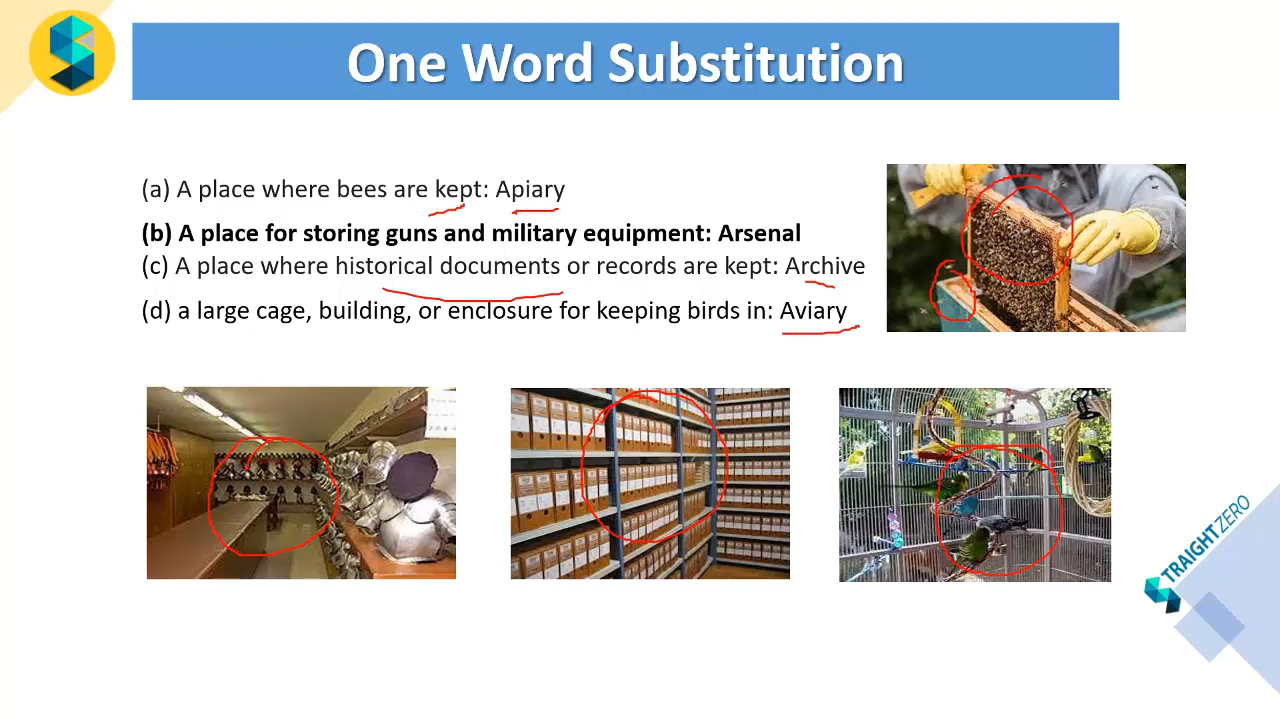 One Word Substitution
(a) A place where bees are kept: Apiary
(b) A place for storing guns and military equipment: Arsenal
(c) A place where historical documents or records are kept: Archive
(d) a large cage, building, or enclosure for keeping birds in: Aviary
TRAIGHTZERO